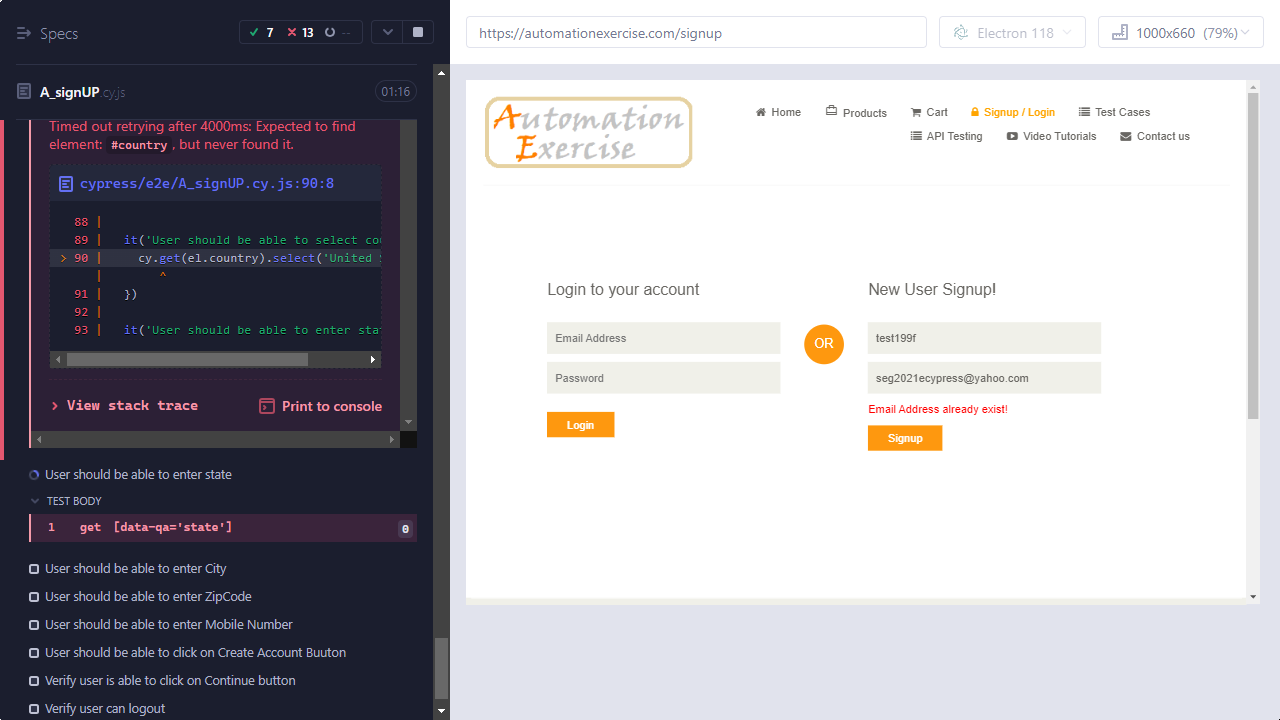 Specs
7 13 --
A_signUP.cy.js 01:16
Timed out retrying after 4000ms: Expected to find
element: #country, but never found it.
cypress/e2e/A_signUP.cy.js:90:8
88 |
89 | it('User should be able to select cou
> 90 | cy.get(el.country).select('United S
| ^
91 | })
92 |
93 | it('User should be able to enter stat
> View stack trace Print to console
User should be able to enter state
TEST BODY
1 get [data-qa='state'] 0
User should be able to enter City
User should be able to enter ZipCode
User should be able to enter Mobile Number
User should be able to click on Create Account Buuton
Verify user is able to click on Continue button
Verify user can logout
https://automationexercise.com/signup
Electron 118
1000x660 (79%)
Automation
Exercise
Home Products Cart Signup / Login Test Cases
API Testing Video Tutorials Contact us
Login to your account
Email Address
Password
Login
OR
New User Signup!
test199f
seg2021ecypress@yahoo.com
Email Address already exist!
Signup